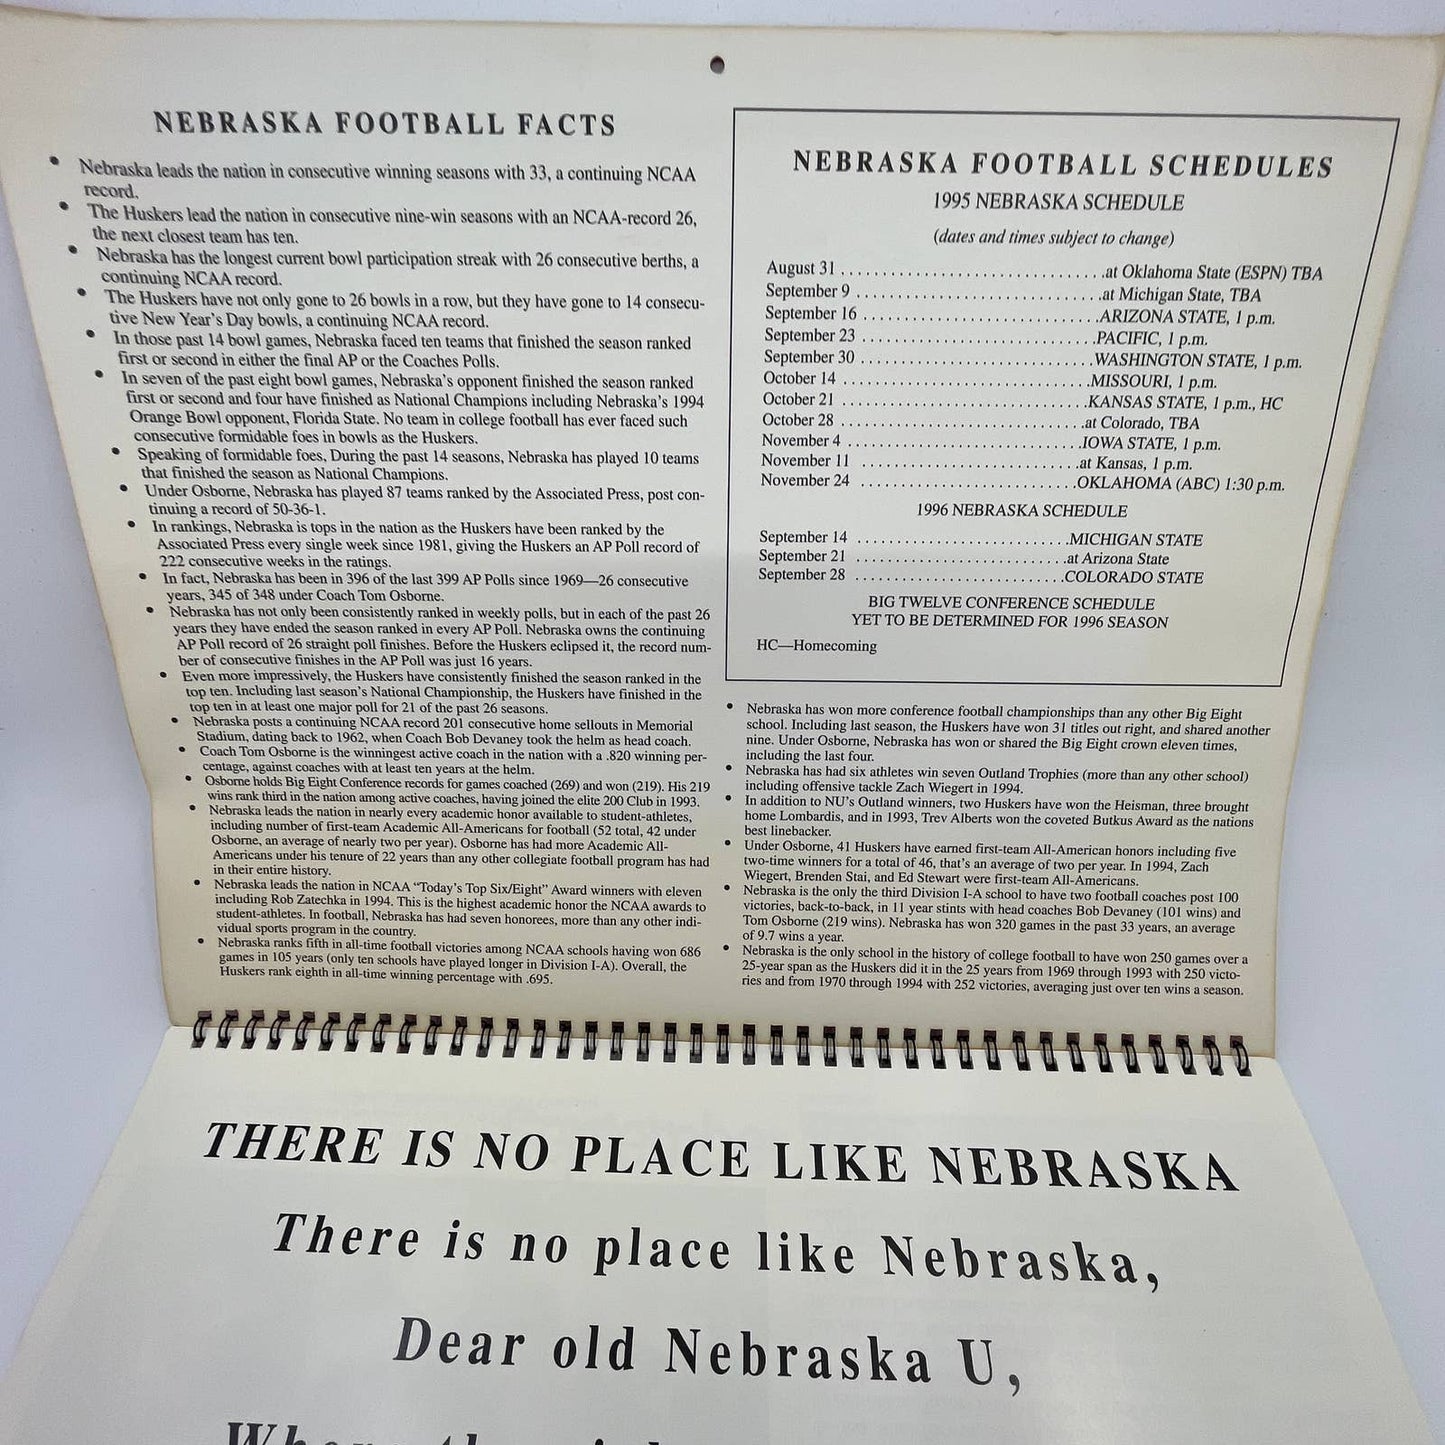 NEBRASKA FOOTBALL FACTS
• Nebraska leads the nation in consecutive winning seasons with 33, a continuing NCAA
record.
• The Huskers lead the nation in consecutive nine-win seasons with an NCAA-record 26,
the next closest team has ten.
• Nebraska has the longest current bowl participation streak with 26 consecutive berths, a
continuing NCAA record.
• The Huskers have not only gone to 26 bowls in a row, but they have gone to 14 consecu-
tive New Year's Day bowls, a continuing NCAA record.
• In those past 14 bowl games, Nebraska faced ten teams that finished the season ranked
first or second in either the final AP or the Coaches Polls.
• In seven of the past eight bowl games, Nebraska's opponent finished the season ranked
first or second and four have finished as National Champions including Nebraska's 1994
Orange Bowl opponent, Florida State. No team in college football has ever faced such
consecutive formidable foes in bowls as the Huskers.
• Speaking of formidable foes, During the past 14 seasons, Nebraska has played 10 teams
that finished the season as National Champions.
• Under Osborne, Nebraska has played 87 teams ranked by the Associated Press, post con-
tinuing a record of 50-36-1.
• In rankings, Nebraska is tops in the nation as the Huskers have been ranked by the
Associated Press every single week since 1981, giving the Huskers an AP Poll record of
222 consecutive weeks in the ratings.
• In fact, Nebraska has been in 396 of the last 399 AP Polls since 1969—26 consecutive
years, 345 of 348 under Coach Tom Osborne.
• Nebraska has not only been consistently ranked in weekly polls, but in each of the past 26
years they have ended the season ranked in every AP Poll. Nebraska owns the continuing
AP Poll record of 26 straight poll finishes. Before the Huskers eclipsed it, the record num-
ber of consecutive finishes in the AP Poll was just 16 years.
• Even more impressively, the Huskers have consistently finished the season ranked in the
top ten. Including last season's National Championship, the Huskers have finished in the
top ten in at least one major poll for 21 of the past 26 seasons.
• Nebraska posts a continuing NCAA record 201 consecutive home sellouts in Memorial
Stadium, dating back to 1962, when Coach Bob Devaney took the helm as head coach.
• Coach Tom Osborne is the winningest active coach in the nation with a .820 winning per-
centage, against coaches with at least ten years at the helm.
• Osborne holds Big Eight Conference records for games coached (269) and won (219). His 219
wins rank third in the nation among active coaches, having joined the elite 200 Club in 1993.
• Nebraska leads the nation in nearly every academic honor available to student-athletes,
including number of first-team Academic All-Americans for football (52 total, 42 under
Osborne, an average of nearly two per year). Osborne has had more Academic All-
Americans under his tenure of 22 years than any other collegiate football program has had
in their entire history.
• Nebraska leads the nation in NCAA "Today's Top Six/Eight" Award winners with eleven
including Rob Zatechka in 1994. This is the highest academic honor the NCAA awards to
student-athletes. In football, Nebraska has had seven honorees, more than any other indi-
vidual sports program in the country.
• Nebraska ranks fifth in all-time football victories among NCAA schools having won 686
games in 105 years (only ten schools have played longer in Division I-A). Overall, the
Huskers rank eighth in all-time winning percentage with .695.
NEBRASKA FOOTBALL SCHEDULES
1995 NEBRASKA SCHEDULE
(dates and times subject to change)
August 31 ................................at Oklahoma State (ESPN) TBA
September 9 ..............................at Michigan State, TBA
September 16 .............................ARIZONA STATE, 1 p.m.
September 23 .............................PACIFIC, 1 p.m.
September 30 .............................WASHINGTON STATE, 1 p.m.
October 14 ...............................MISSOURI, 1 p.m.
October 21 ...............................KANSAS STATE, 1 p.m., HC
October 28 ...............................at Colorado, TBA
November 4 ..............................IOWA STATE, 1 p.m.
November 11 ............................at Kansas, 1 p.m.
November 24 ............................OKLAHOMA (ABC) 1:30 p.m.
1996 NEBRASKA SCHEDULE
September 14 ............................MICHIGAN STATE
September 21 ............................at Arizona State
September 28 ............................COLORADO STATE
BIG TWELVE CONFERENCE SCHEDULE
YET TO BE DETERMINED FOR 1996 SEASON
HC—Homecoming
• Nebraska has won more conference football championships than any other Big Eight
school. Including last season, the Huskers have won 31 titles out right, and shared another
nine. Under Osborne, Nebraska has won or shared the Big Eight crown eleven times,
including the last four.
• Nebraska has had six athletes win seven Outland Trophies (more than any other school)
including offensive tackle Zach Wiegert in 1994.
• In addition to NU's Outland winners, two Huskers have won the Heisman, three brought
home Lombardis, and in 1993, Trev Alberts won the coveted Butkus Award as the nations
best linebacker.
• Under Osborne, 41 Huskers have earned first-team All-American honors including five
two-time winners for a total of 46, that's an average of two per year. In 1994, Zach
Wiegert, Brenden Stai, and Ed Stewart were first-team All-Americans.
• Nebraska is the only the third Division I-A school to have two football coaches post 100
victories, back-to-back, in 11 year stints with head coaches Bob Devaney (101 wins) and
Tom Osborne (219 wins). Nebraska has won 320 games in the past 33 years, an average
of 9.7 wins a year.
• Nebraska is the only school in the history of college football to have won 250 games over a
25-year span as the Huskers did it in the 25 years from 1969 through 1993 with 250 victo-
ries and from 1970 through 1994 with 252 victories, averaging just over ten wins a season.
THERE IS NO PLACE LIKE NEBRASKA
There is no place like Nebraska,
Dear old Nebraska U,